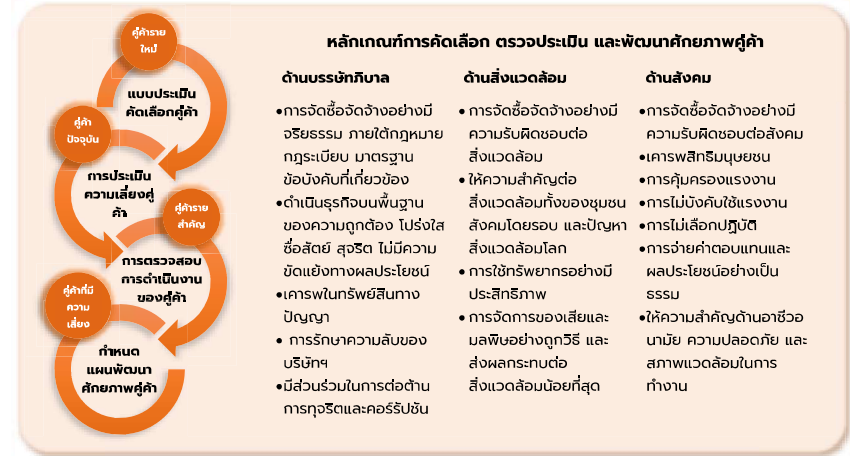 คู่ค้าราย
ใหม่
แบบประเมิน
คัดเลือกคู่ค้า
คู่ค้า
ปัจจุบัน
การประเมิน
ความเสี่ยงคู่
ค้า
คู่ค้าราย
สำคัญ
การตรวจสอบ
การดำเนินงาน
ของคู่ค้า
คู่ค้าที่มี
ความ
เสี่ยง
กำหนด
แผนพัฒนา
ศักยภาพคู่ค้า
หลักเกณฑ์การคัดเลือก ตรวจประเมิน และพัฒนาศักยภาพคู่ค้า
ด้านบรรษัทภิบาล
•การจัดซื้อจัดจ้างอย่างมี
จริยธรรม ภายใต้กฎหมาย
กฎระเบียบ มาตรฐาน
ข้อบังคับที่เกี่ยวข้อง
•ดำเนินธุรกิจบนพื้นฐาน
ของความถูกต้อง โปร่งใส
ซื่อสัตย์ สุจริต ไม่มีความ
ขัดแย้งทางผลประโยชน์
•เคารพในทรัพย์สินทาง
ปัญญา
• การรักษาความลับของ
บริษัทฯ
•มีส่วนร่วมในการต่อต้าน
การทุจริตและคอร์รัปชัน
ด้านสิ่งแวดล้อม
• การจัดซื้อจัดจ้างอย่างมี
ความรับผิดชอบต่อ
สิ่งแวดล้อม
• ให้ความสำคัญต่อ
สิ่งแวดล้อมทั้งของชุมชน
สังคมโดยรอบ และปัญหา
สิ่งแวดล้อมโลก
• การใช้ทรัพยากรอย่างมี
ประสิทธิภาพ
• การจัดการของเสียและ
มลพิษอย่างถูกวิธี และ
ส่งผลกระทบต่อ
สิ่งแวดล้อมน้อยที่สุด
ด้านสังคม
•การจัดซื้อจัดจ้างอย่างมี
ความรับผิดชอบต่อสังคม
•เคารพสิทธิมนุษยชน
•การคุ้มครองแรงงาน
•การไม่บังคับใช้แรงงาน
•การไม่เลือกปฏิบัติ
•การจ่ายค่าตอบแทนและ
ผลประโยชน์อย่างเป็น
ธรรม
•ให้ความสำคัญด้านอาชีวอ
นามัย ความปลอดภัย และ
สภาพแวดล้อมในการ
ทำงาน